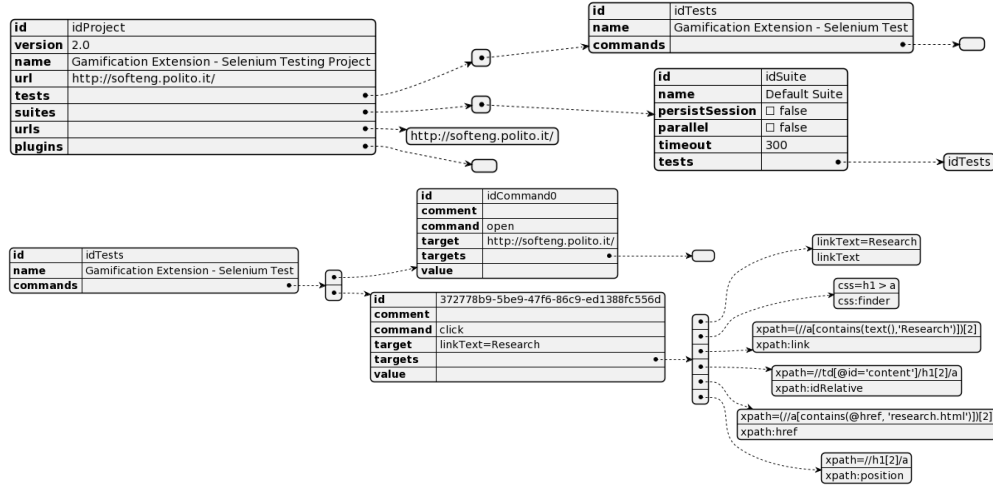 id idProject
version 2.0
name Gamification Extension - Selenium Testing Project
url http://softeng.polito.it/
tests
suites
urls
plugins
http://softeng.polito.it/
id idTests
name Gamification Extension - Selenium Test
commands
id idSuite
name Default Suite
persistSession ☐ false
parallel ☐ false
timeout 300
tests
idTests
id idTests
name Gamification Extension - Selenium Test
commands
id idCommand0
comment
command open
target http://softeng.polito.it/
targets
value
id 372778b9-5be9-47f6-86c9-ed1388fc556d
comment
command click
target linkText=Research
targets
value
linkText=Research
linkText
css=h1 > a
css:finder
xpath=(//a[contains(text(),'Research')])[2]
xpath:link
xpath=//td[@id='content']/h1[2]/a
xpath:idRelative
xpath=(//a[contains(@href, 'research.html')])[2]
xpath:href
xpath=//h1[2]/a
xpath:position